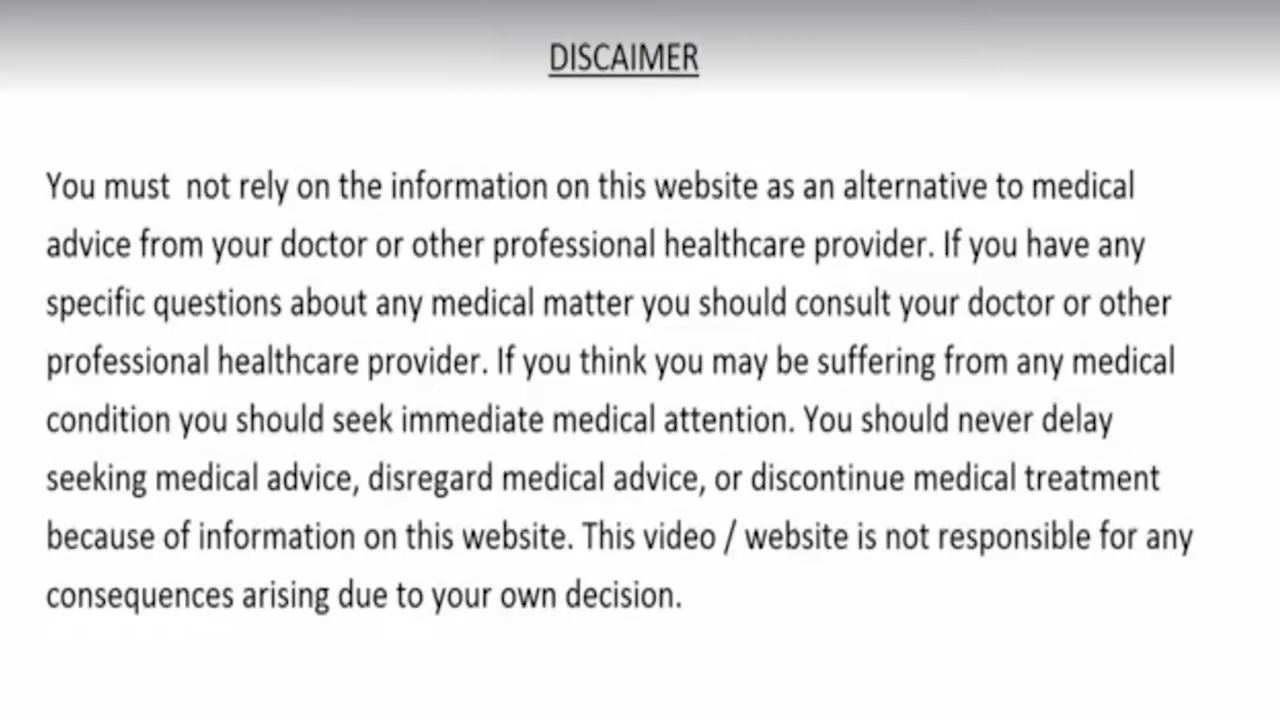 DISCAIMER
You must  not rely on the information on this website as an alternative to medical
advice from your doctor or other professional healthcare provider. If you have any
specific questions about any medical matter you should consult your doctor or other
professional healthcare provider. If you think you may be suffering from any medical
condition you should seek immediate medical attention. You should never delay
seeking medical advice, disregard medical advice, or discontinue medical treatment
because of information on this website. This video / website is not responsible for any
consequences arising due to your own decision.